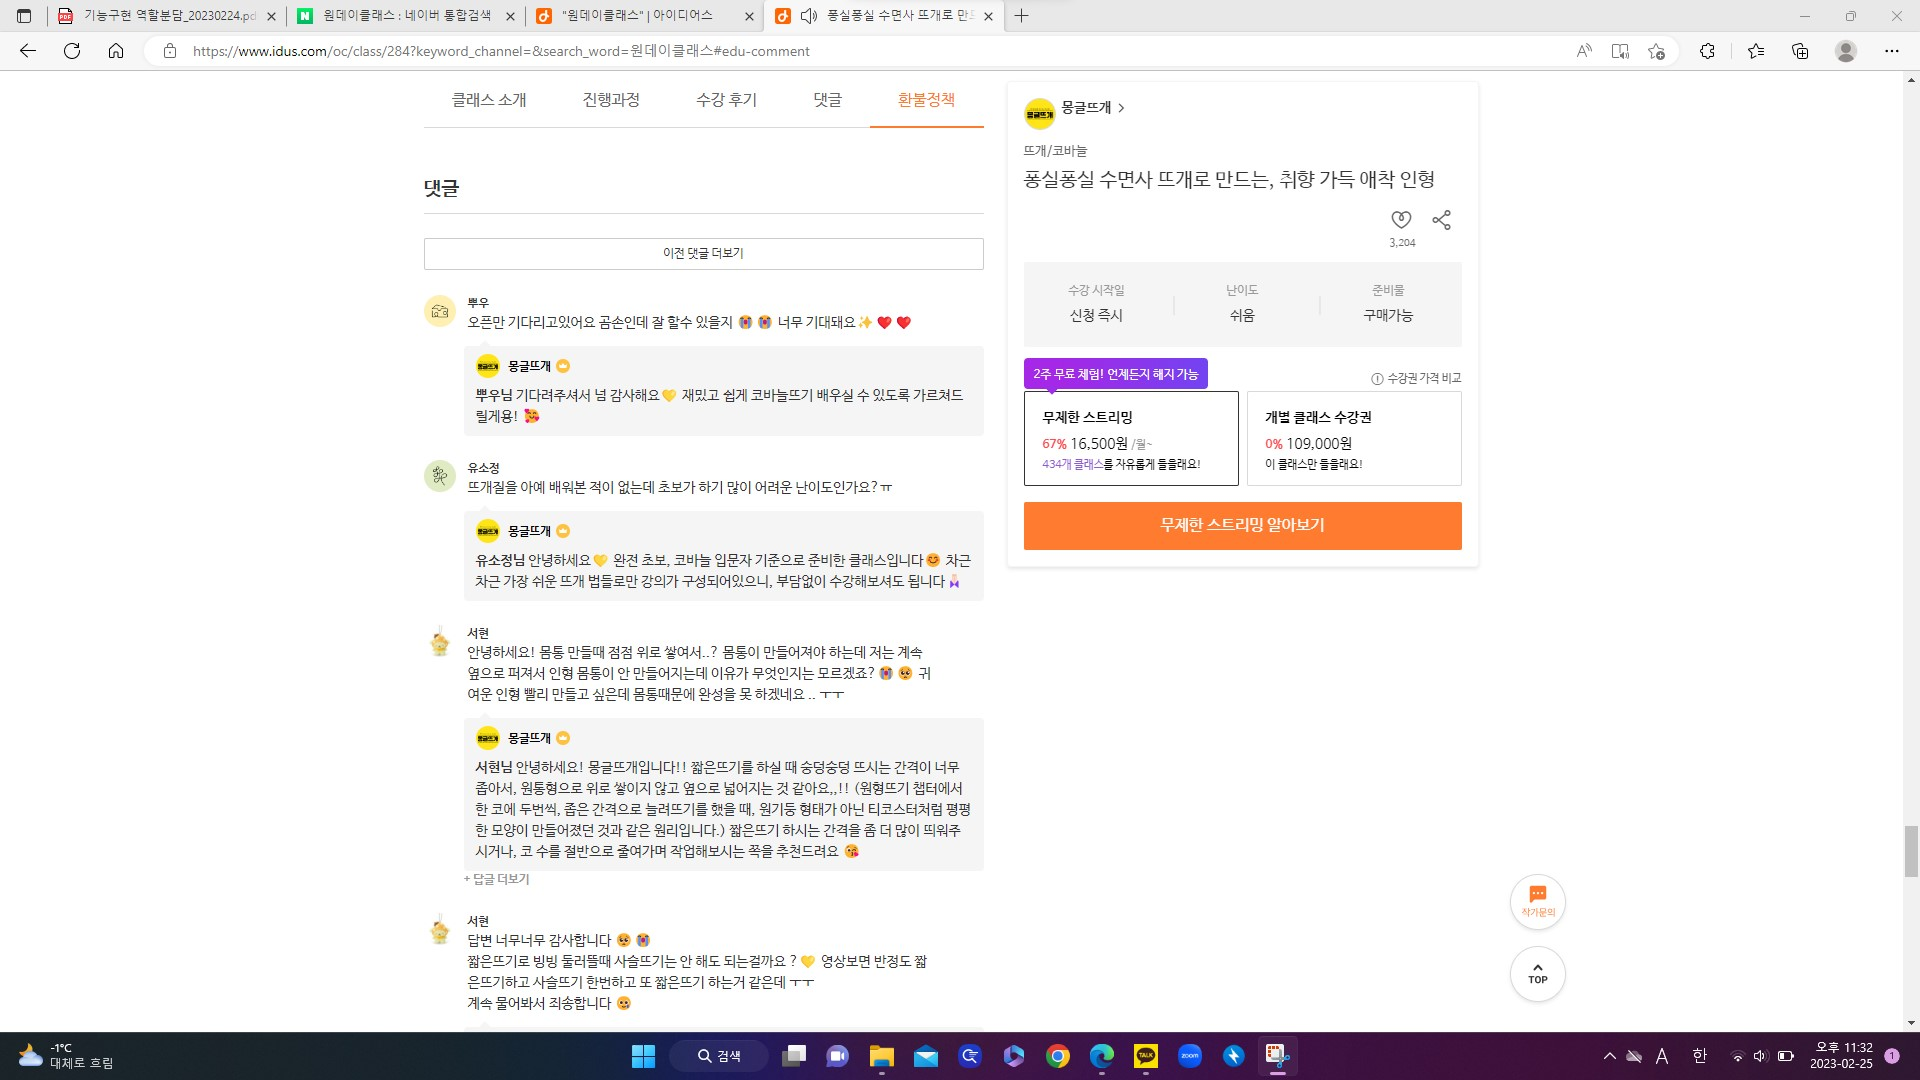 기능구현 역할분담_20230224.pd
원데이클래스 : 네이버 통합검색
"원데이클래스" | 아이디어스
퐁실퐁실 수면사 뜨개로 만드
https://www.idus.com/oc/class/284?keyword_channel=&search_word=원데이클래스#edu-comment
클래스 소개 진행과정 수강 후기 댓글 환불정책
댓글
이전 댓글 더보기
뿌우
오픈만 기다리고있어요 곰손인데 잘 할수 있을지 😭 😭 너무 기대돼요✨ ❤️ ❤️
몽글뜨개
뿌우님 기다려주셔서 넘 감사해요💛 재밌고 쉽게 코바늘뜨기 배우실 수 있도록 가르쳐드
릴게용! 🥰
유소정
뜨개질을 아예 배워본 적이 없는데 초보가 하기 많이 어려운 난이도인가요?ㅠ
몽글뜨개
유소정님 안녕하세요💛 완전 초보, 코바늘 입문자 기준으로 준비한 클래스입니다😊 차근
차근 가장 쉬운 뜨개 법들로만 강의가 구성되어있으니, 부담없이 수강해보셔도 됩니다
서현
안녕하세요! 몸통 만들때 점점 위로 쌓여서..? 몸통이 만들어져야 하는데 저는 계속
옆으로 퍼져서 인형 몸통이 안 만들어지는데 이유가 무엇인지는 모르겠죠? 😭 🥺 귀
여운 인형 빨리 만들고 싶은데 몸통때문에 완성을 못 하겠네요 .. ㅜㅜ
몽글뜨개
서현님 안녕하세요! 몽글뜨개입니다!! 짧은뜨기를 하실 때 숭덩숭덩 뜨시는 간격이 너무
좁아서, 원통형으로 위로 쌓이지 않고 옆으로 넓어지는 것 같아요,,!! (원형뜨기 챕터에서
한 코에 두번씩, 좁은 간격으로 늘려뜨기를 했을 때, 원기둥 형태가 아닌 티코스터처럼 평평
한 모양이 만들어졌던 것과 같은 원리입니다.) 짧은뜨기 하시는 간격을 좀 더 많이 띄워주
시거나, 코 수를 절반으로 줄여가며 작업해보시는 쪽을 추천드려요 😘
+ 답글 더보기
서현
답변 너무너무 감사합니다 🥺 😭
짧은뜨기로 빙빙 둘러뜰때 사슬뜨기는 안 해도 되는걸까요 ? 💛 영상보면 반정도 짧
은뜨기하고 사슬뜨기 한번하고 또 짧은뜨기 하는거 같은데 ㅜㅜ
계속 물어봐서 죄송합니다 😬
몽글뜨개
몽글뜨개 >
뜨개/코바늘
퐁실퐁실 수면사 뜨개로 만드는, 취향 가득 애착 인형
3,204
수강 시작일 난이도 준비물
신청 즉시 쉬움 구매가능
2주 무료 체험! 언제든지 해지 가능
수강권 가격 비교
무제한 스트리밍
67% 16,500원 /월~
434개 클래스를 자유롭게 들을래요!
개별 클래스 수강권
0% 109,000원
이 클래스만 들을래요!
무제한 스트리밍 알아보기
작가문의
TOP
-1°C
대체로 흐림
검색
TALK
zoom
A
한
오후 11:32
2023-02-25
1